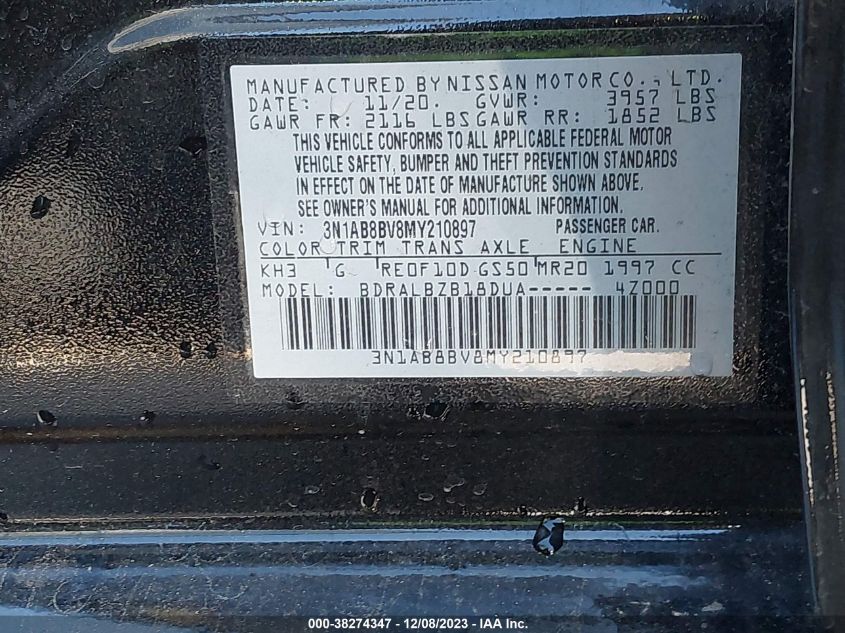 MANUFACTURED BY NISSAN MOTOR CO., LTD.
DATE: 11/20. GVWR: 3957 LBS
GAWR FR: 2116 LBS GAWR RR: 1852 LBS
THIS VEHICLE CONFORMS TO ALL APPLICABLE FEDERAL MOTOR
VEHICLE SAFETY, BUMPER AND THEFT PREVENTION STANDARDS
IN EFFECT ON THE DATE OF MANUFACTURE SHOWN ABOVE.
SEE OWNER'S MANUAL FOR ADDITIONAL INFORMATION.
VIN: 3N1AB8BV8MY210897 PASSENGER CAR.
COLOR TRIM TRANS AXLE ENGINE
KH3 G RE0F10D GS50 MR20 1997 CC
MODEL: BDRALBZB18DUA----- 4Z000
3N1AB8BV8MY210897
000-38274347 - 12/08/2023 - © IAA Inc.